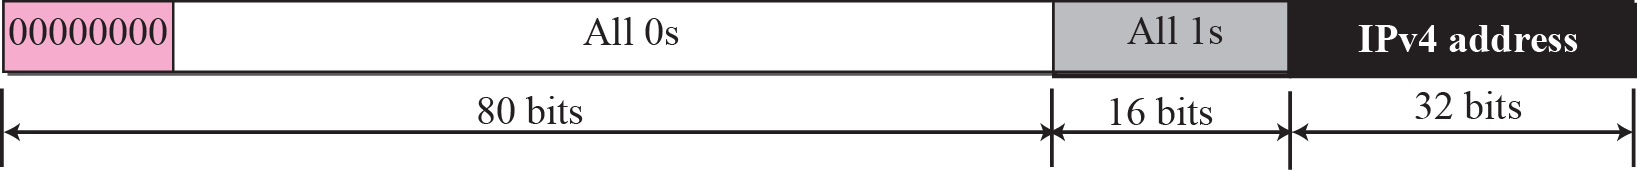 00000000 All 0s All 1s IPv4 address
80 bits 16 bits 32 bits